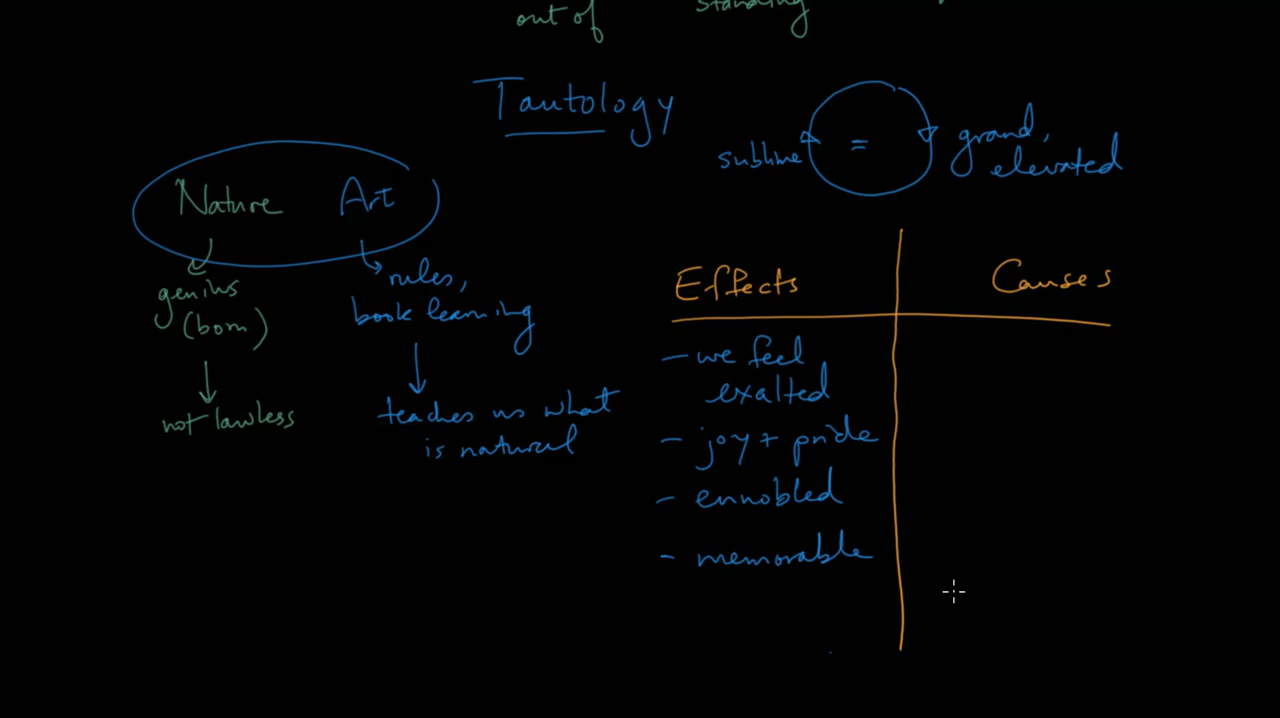 out of standing
Tautology
sublime = grand,
elevated
Nature Art
genius
(born)
not lawless
rules,
book learning
teaches us what
is natural
Effects Causes
- we feel
exalted
- joy + pride
- ennobled
- memorable